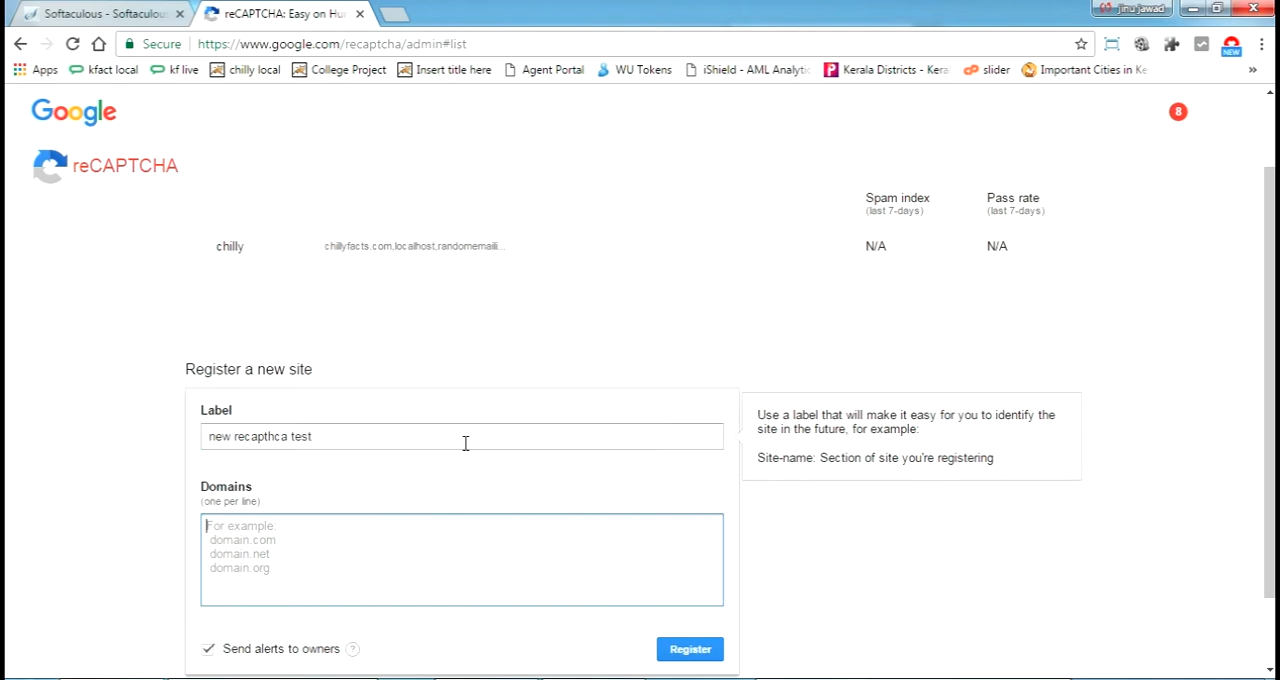 Softaculous - Softaculou
reCAPTCHA: Easy on Hu
jinu jawad
Secure
https://www.google.com/recaptcha/admin#list
NEW
Apps
kfact local
kf live
chilly local
College Project
Insert title here
Agent Portal
WU Tokens
iShield - AML Analytic
Kerala Districts - Kera
slider
Important Cities in Ke
»
Google
8
reCAPTCHA
Spam index
(last 7-days)
Pass rate
(last 7-days)
chilly
chillyfacts.com,localhost,randomemaili...
N/A
N/A
Register a new site
Label
new recapthca test
Use a label that will make it easy for you to identify the
site in the future, for example:
Site-name: Section of site you're registering
Domains
(one per line)
For example:
domain.com
domain.net
domain.org
Send alerts to owners ?
Register